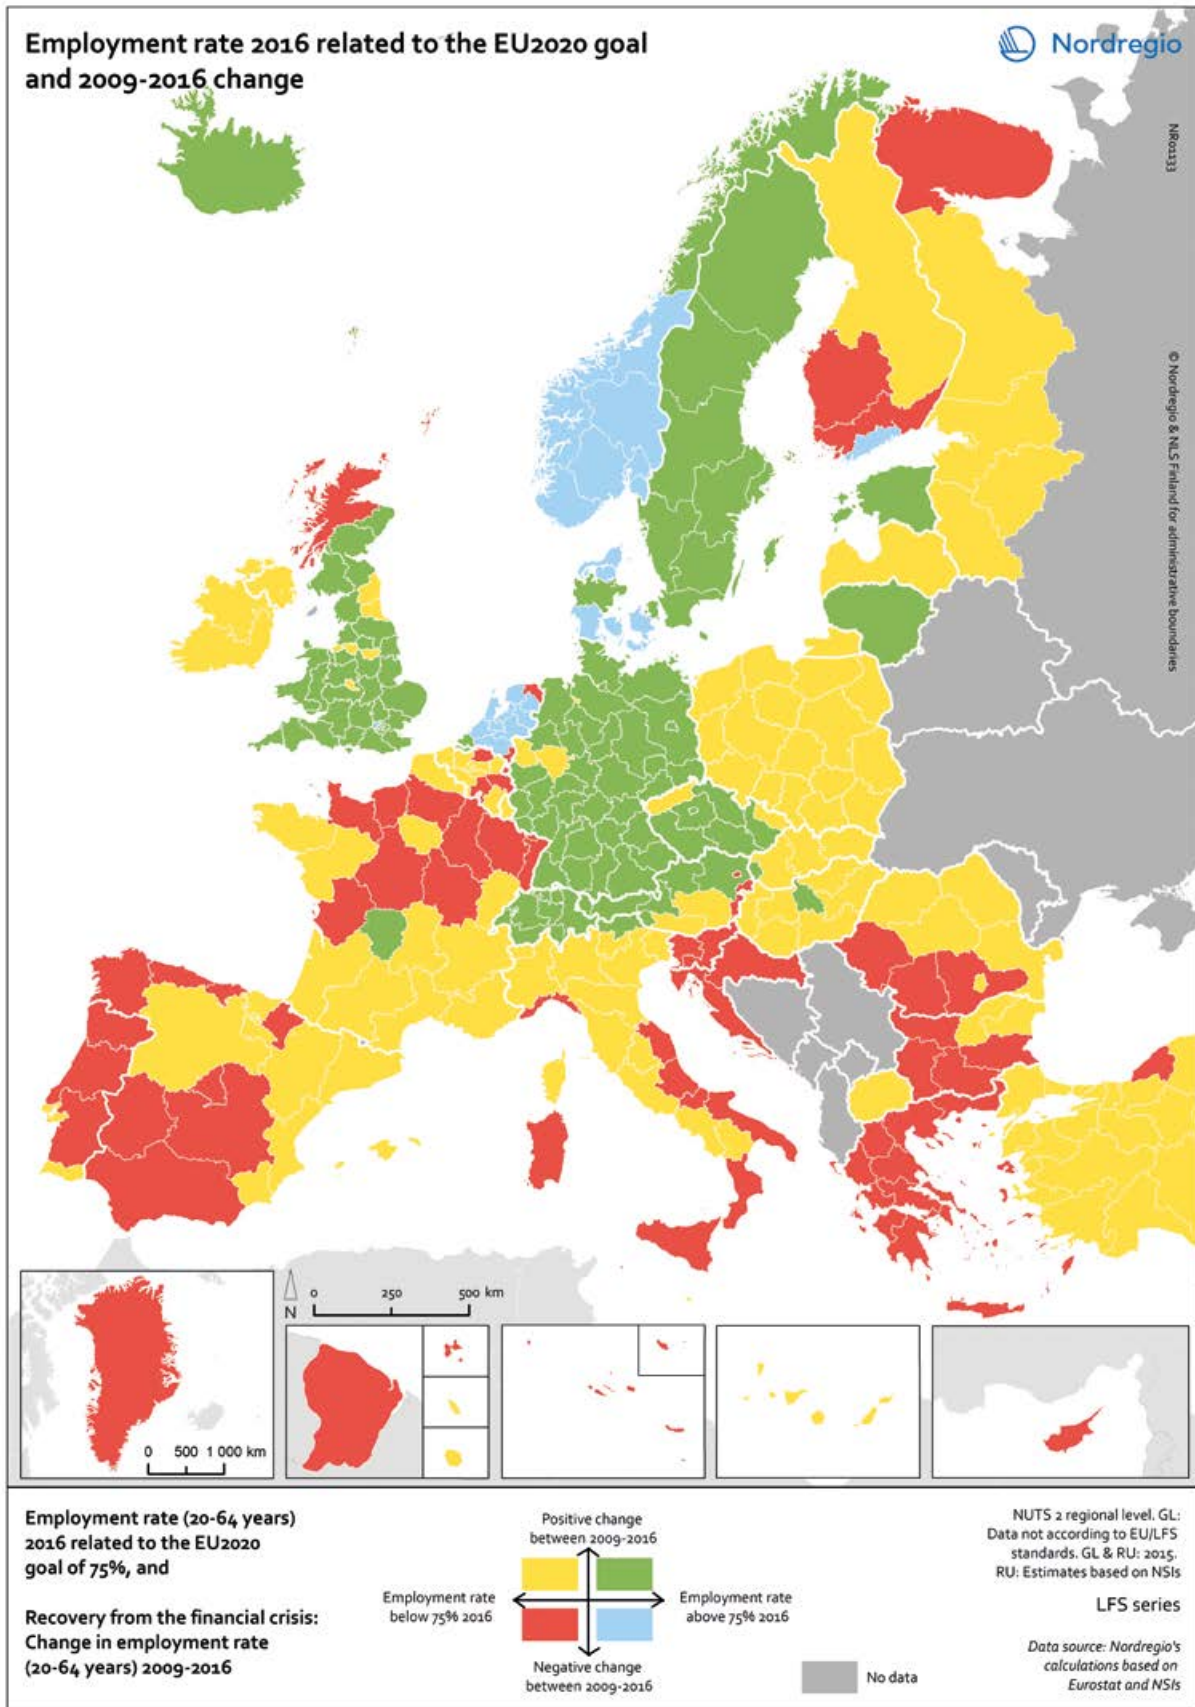 Employment rate 2016 related to the EU2020 goal
and 2009-2016 change
Nordregio
NR01133
© Nordregio & NLS Finland for administrative boundaries
N
0 250 500 km
0 500 1 000 km
Employment rate (20-64 years)
2016 related to the EU2020
goal of 75%, and
Recovery from the financial crisis:
Change in employment rate
(20-64 years) 2009-2016
Positive change
between 2009-2016
Employment rate
below 75% 2016
Employment rate
above 75% 2016
Negative change
between 2009-2016
No data
NUTS 2 regional level. GL:
Data not according to EU/LFS
standards. GL & RU: 2015.
RU: Estimates based on NSIs
LFS series
Data source: Nordregio's
calculations based on
Eurostat and NSIs